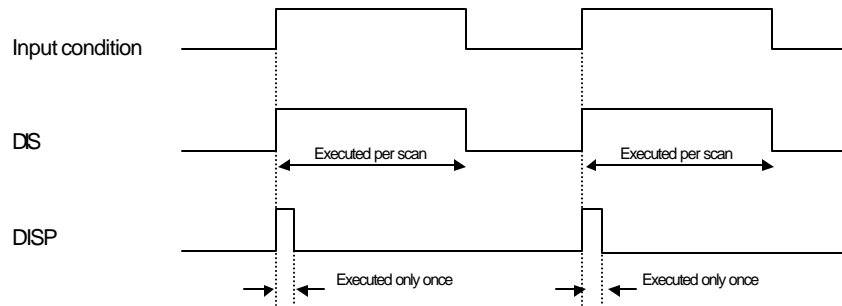 Input condition
DIS
Executed per scan
Executed per scan
DISP
Executed only once
Executed only once